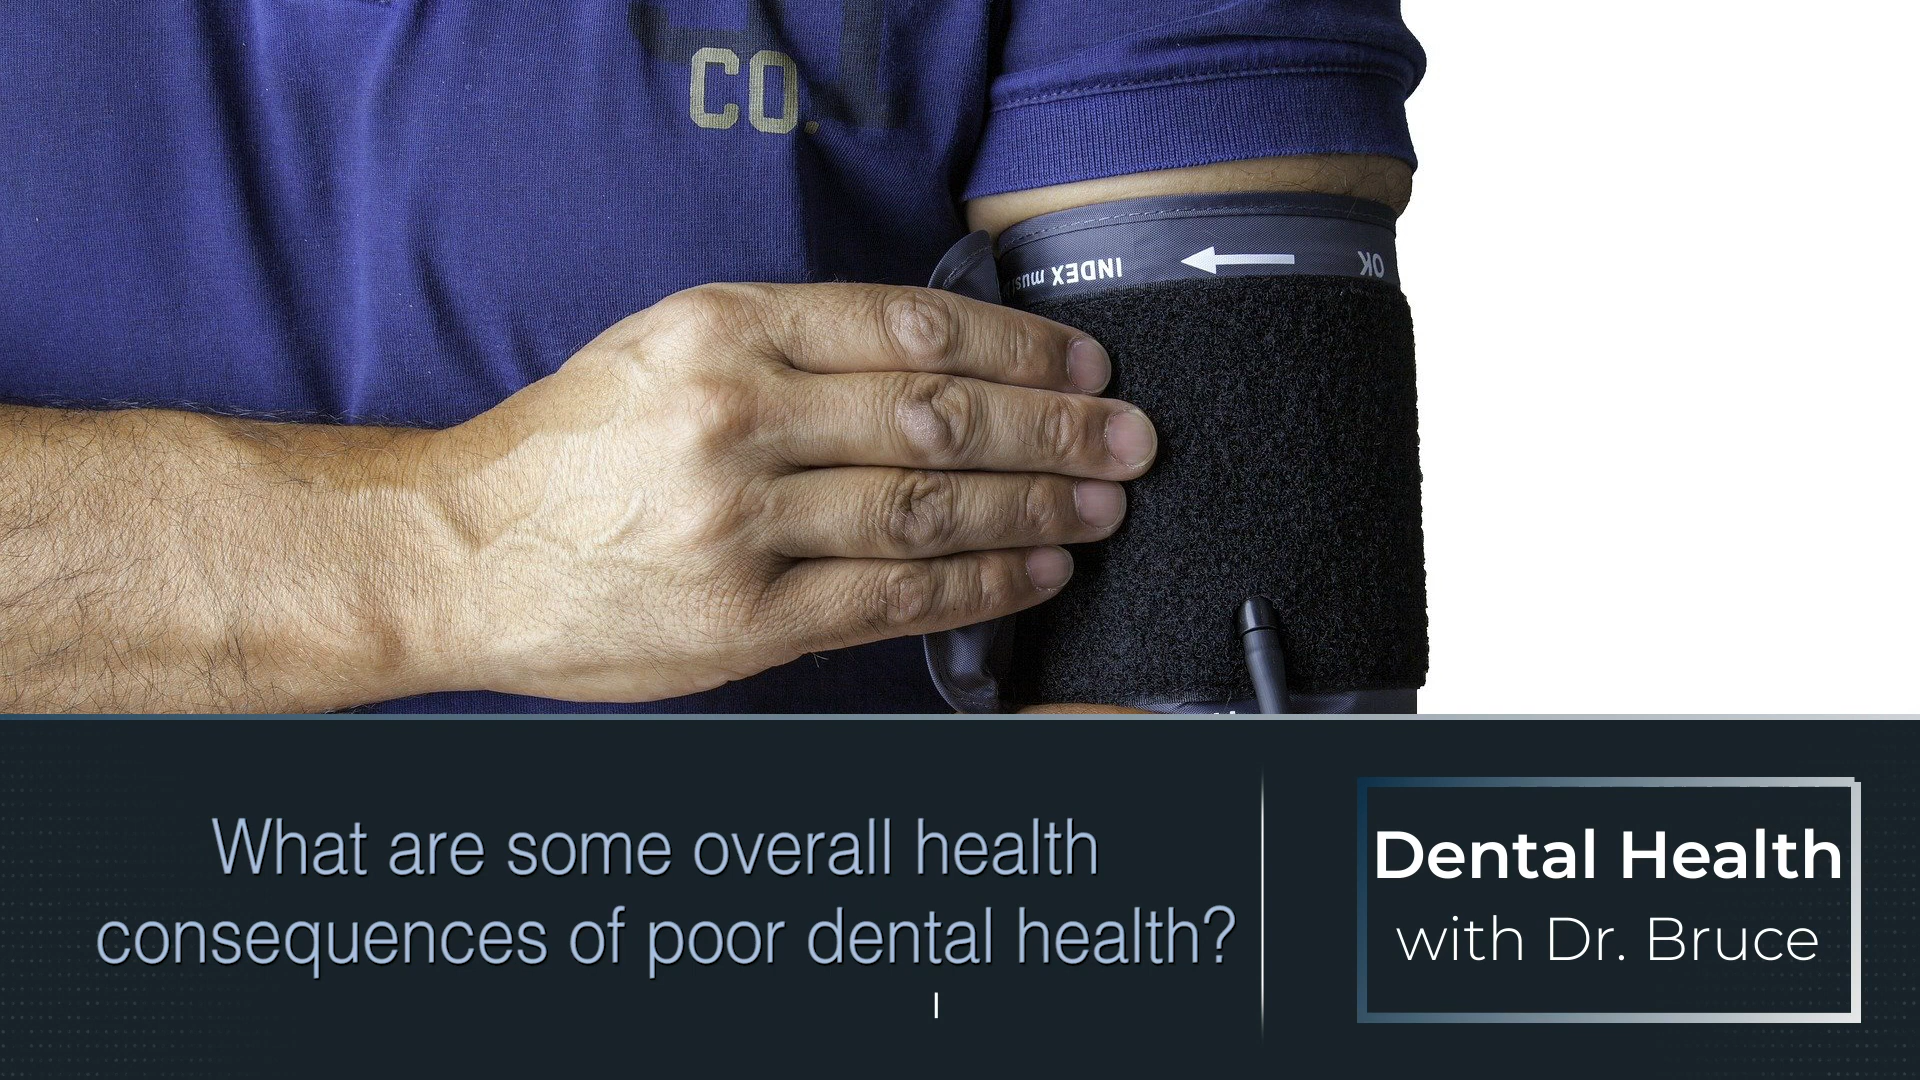 CO.
INDEX
OK
What are some overall health
consequences of poor dental health?
Dental Health
with Dr. Bruce